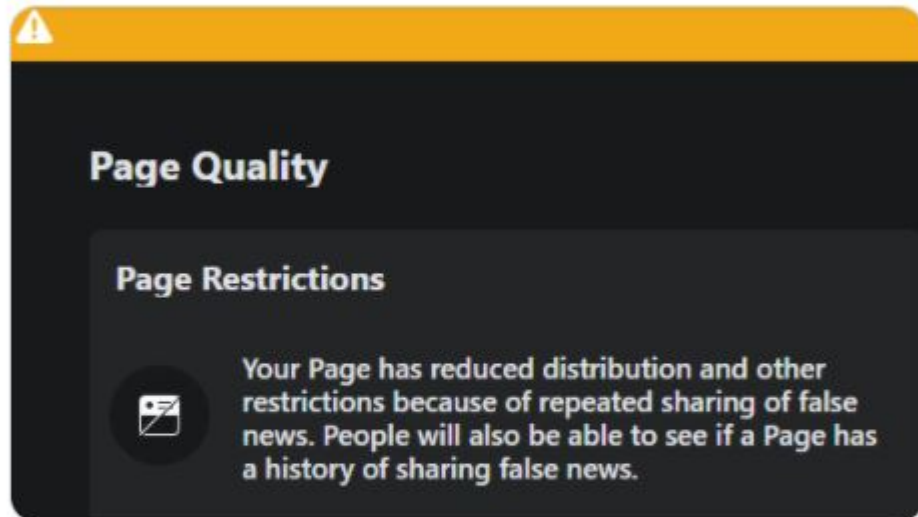 Page Quality
Page Restrictions
Your Page has reduced distribution and other
restrictions because of repeated sharing of false
news. People will also be able to see if a Page has
a history of sharing false news.